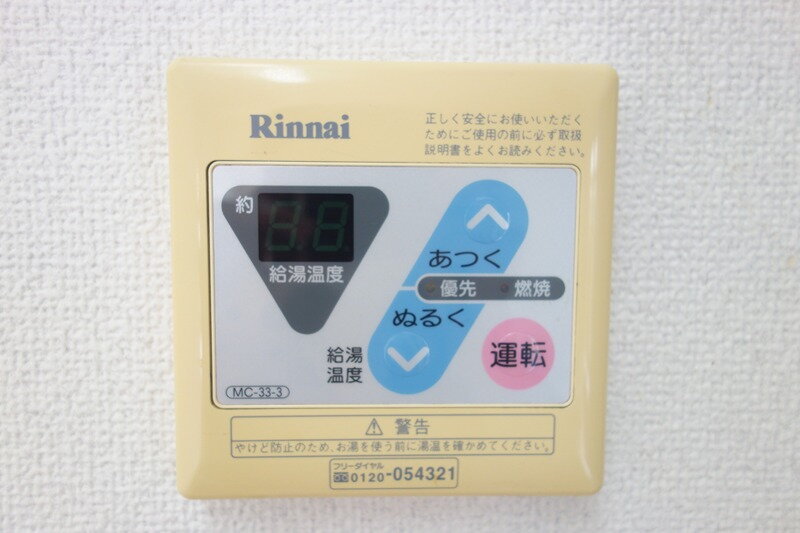 Rinnai
正しく安全にお使いいただく
ためにご使用の前に必ず取扱
説明書をよくお読みください。
約
給湯温度
あつく
優先 燃焼
ぬるく
給湯
温度
運転
MC-33-3
⚠ 警告
やけど防止のため、お湯を使う前に湯温を確かめてください。
フリーダイヤル
0120-054321